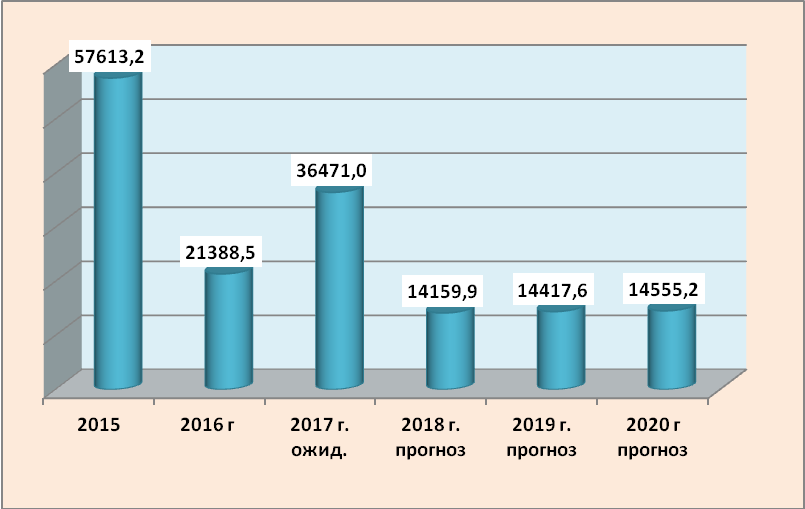 57613,2
36471,0
21388,5
14159,9
14417,6
14555,2
2015
2016 г
2017 г.
ожид.
2018 г.
прогноз
2019 г.
прогноз
2020 г
прогноз